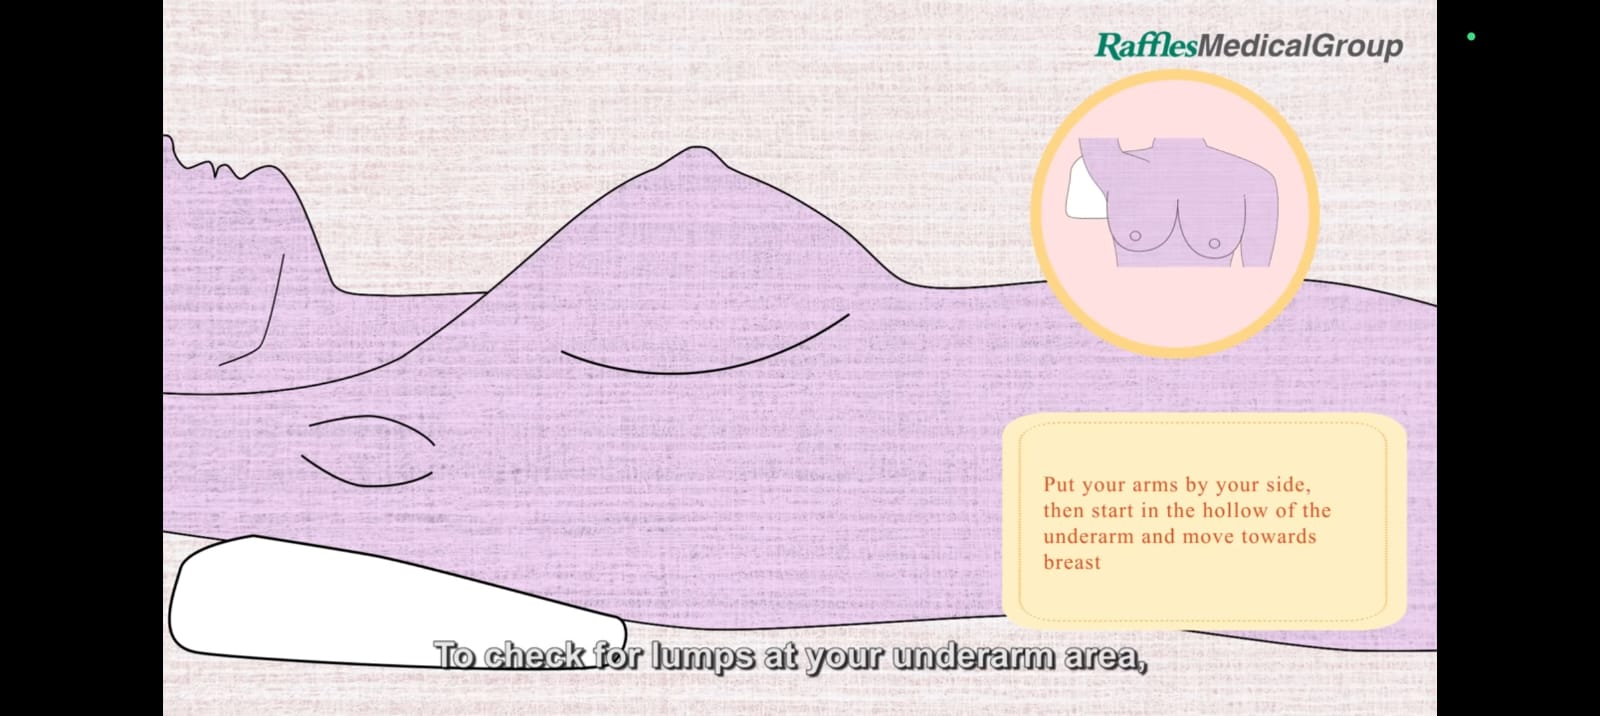 RafflesMedicalGroup
Put your arms by your side,
then start in the hollow of the
underarm and move towards
breast
To check for lumps at your underarm area,